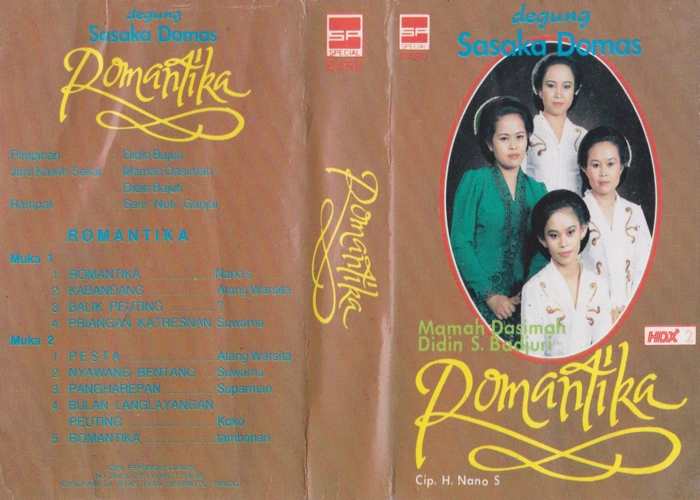 degung
Sasaka Domas
Romantika
Pimpinan : Didin Bajuri
Juru Kawih Sekar : Mamah Dasimah
Didin Bajuri
Rampak : Sani Nuk Ganjar
ROMANTIKA
Muka 1
1. ROMANTIKA Nano S
2. KABANDANG Atang Warsita
3. BALIK PEUTING ?
4. PRIANGAN KATRESNAN Suwarna
Muka 2
1. PESTA Atang Warsita
2. NYAWANG BENTANG Suwarna
3. PANGHAREPAN Suparman
4. BULAN LANGLAYANGAN
PEUTING Koko
5. ROMANTIKA tambahan
SP
SPECIAL
Romantika
SP
SPECIAL
degung
Sasaka Domas
Mamah Dasimah
Didin S. Badjuri
HDX 2
Romantika
Cip. H. Nano S